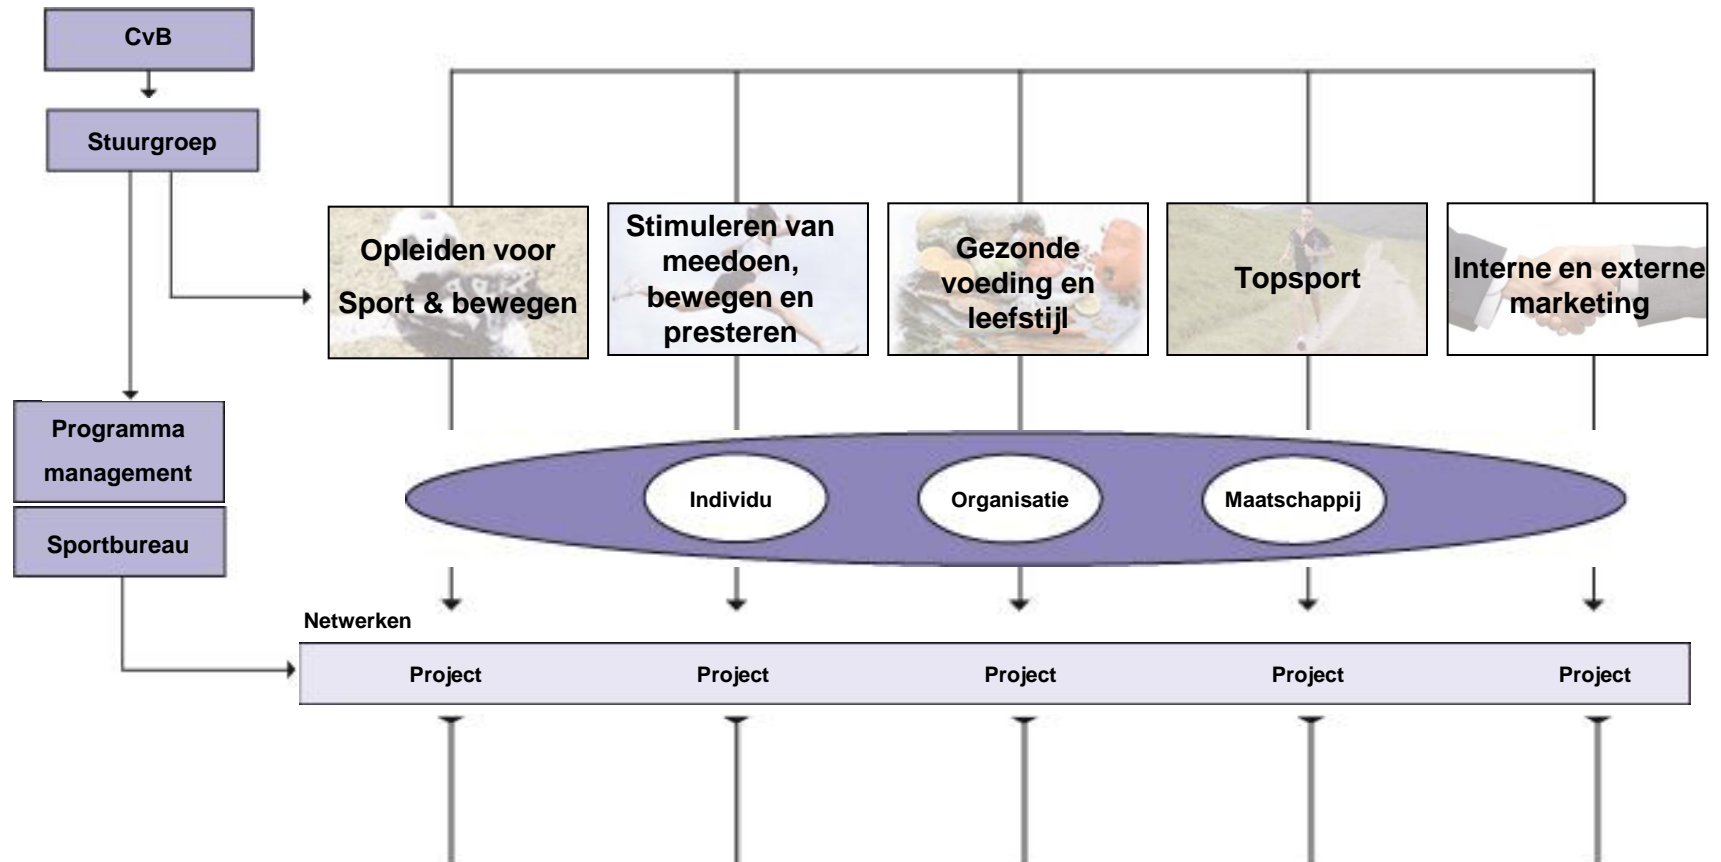 CvB
Stuurgroep
Opleiden voor
Sport & bewegen
Stimuleren van
meedoen,
bewegen en
presteren
Gezonde
voeding en
leefstijl
Topsport
Interne en externe
marketing
Programma
management
Sportbureau
Individu
Organisatie
Maatschappij
Netwerken
Project
Project
Project
Project
Project